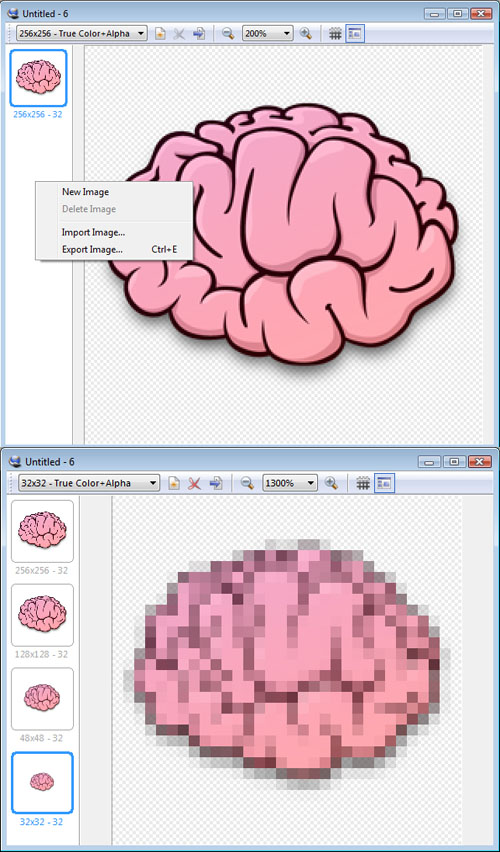 Untitled - 6
256x256 - True Color+Alpha
200%
256x256 - 32
New Image
Delete Image
Import Image...
Export Image... Ctrl+E
Untitled - 6
32x32 - True Color+Alpha
1300%
256x256 - 32
128x128 - 32
48x48 - 32
32x32 - 32